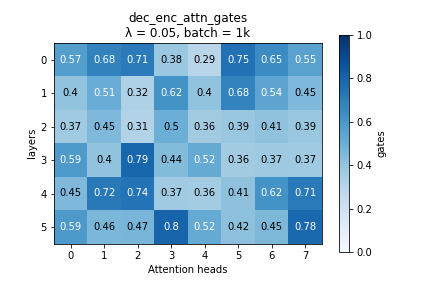 dec_enc_attn_gates
λ = 0.05, batch = 1k
0 0.57 0.68 0.71 0.38 0.29 0.75 0.65 0.55
1 0.4 0.51 0.32 0.62 0.4 0.68 0.54 0.45
2 0.37 0.45 0.31 0.5 0.36 0.39 0.41 0.39
3 0.59 0.4 0.79 0.44 0.52 0.36 0.37 0.37
4 0.45 0.72 0.74 0.37 0.36 0.41 0.62 0.71
5 0.59 0.46 0.47 0.8 0.52 0.42 0.45 0.78
0 1 2 3 4 5 6 7
Attention heads
layers
1.0
0.8
0.6
0.4
0.2
0.0
gates